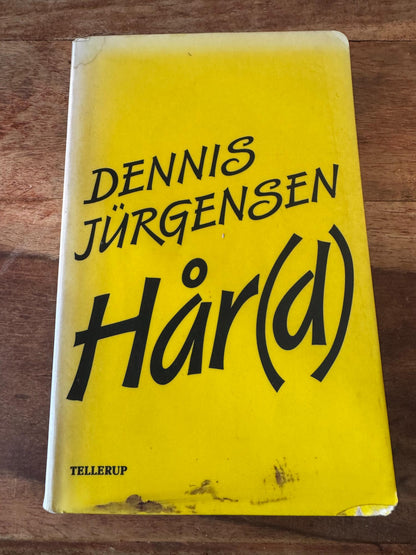 DENNIS
JÜRGENSEN
Hår(d)
TELLERUP